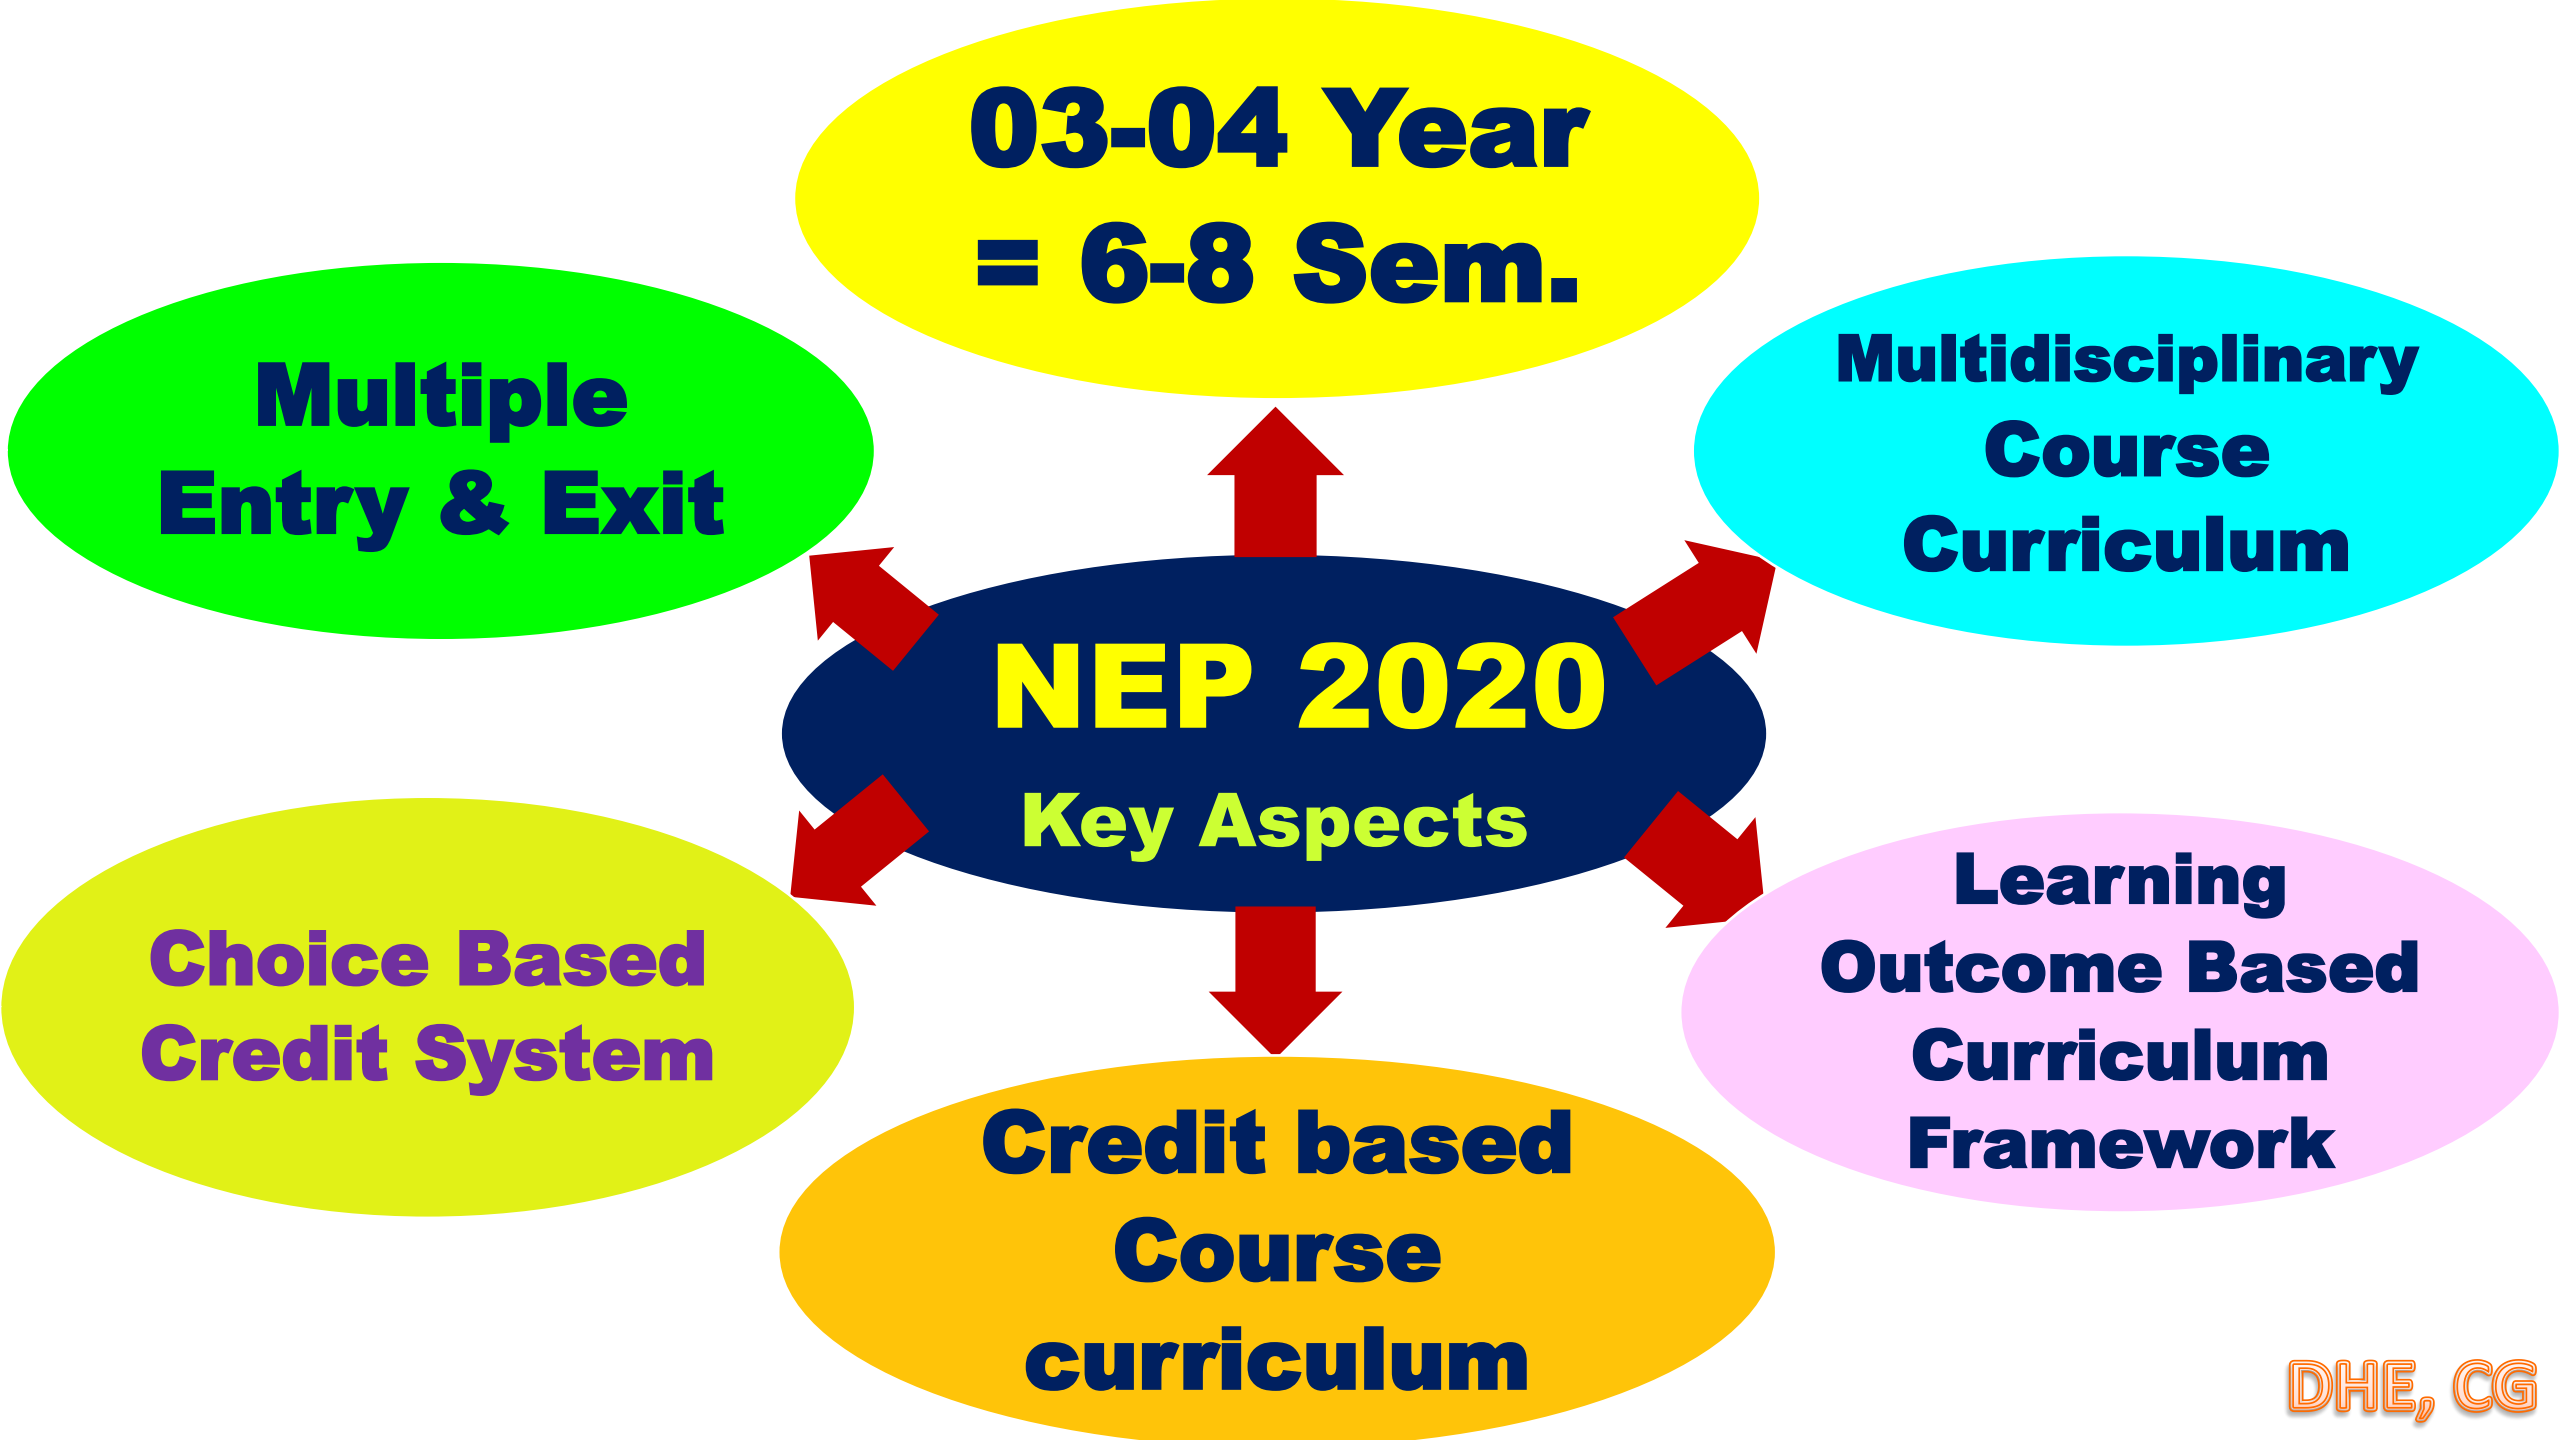 03-04 Year
= 6-8 Sem.
Multiple
Entry & Exit
Multidisciplinary
Course
Curriculum
NEP 2020
Key Aspects
Choice Based
Credit System
Learning
Outcome Based
Curriculum
Framework
Credit based
Course
curriculum
DHE, CG